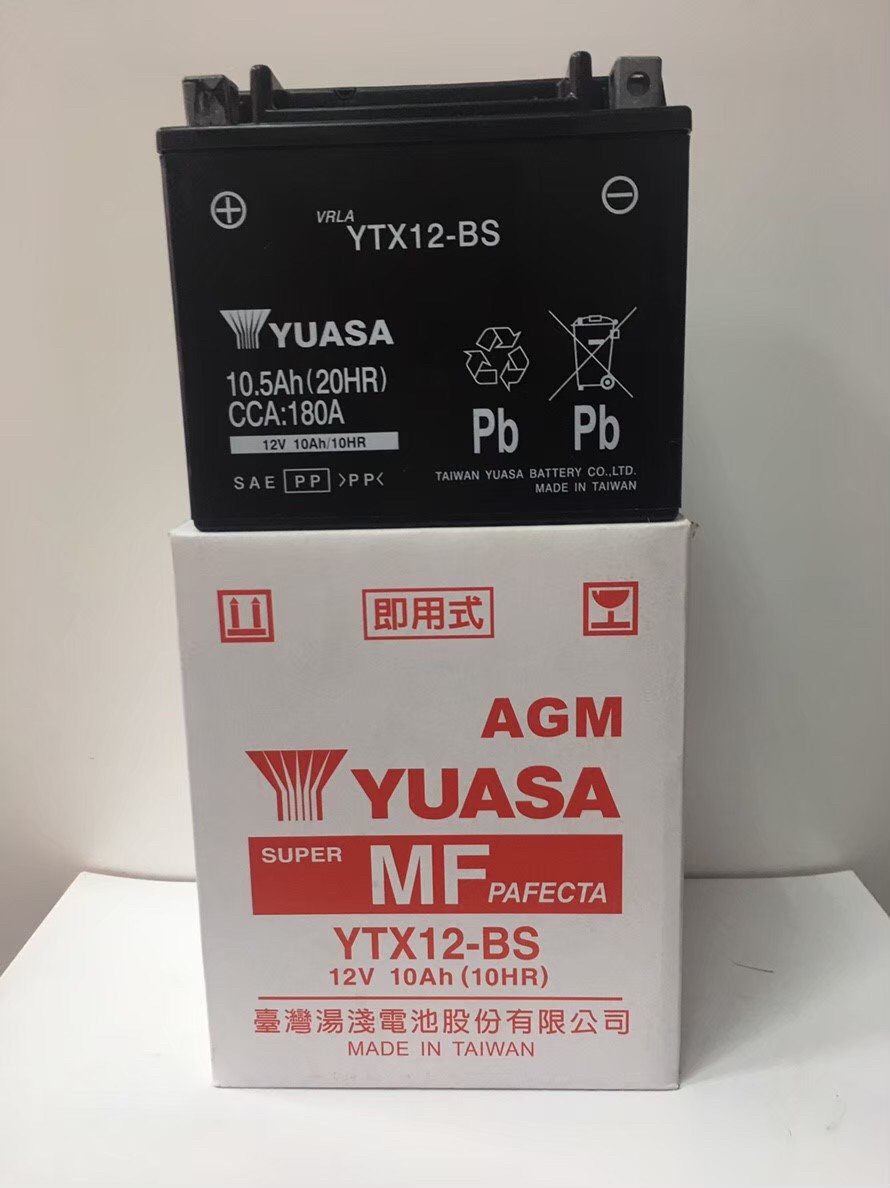 VRLA
YTX12-BS
YUASA
10.5Ah(20HR)
CCA:180A
12V 10Ah/10HR
SAE PP >PP<
Pb Pb
TAIWAN YUASA BATTERY CO.,LTD.
MADE IN TAIWAN
即用式
AGM
YUASA
SUPER MF PAFECTA
YTX12-BS
12V 10Ah (10HR)
臺灣湯淺電池股份有限公司
MADE IN TAIWAN